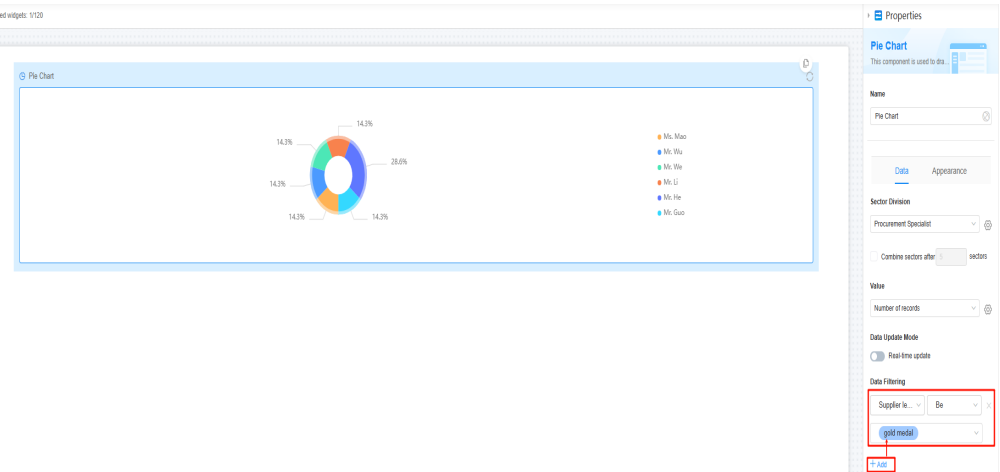 ed widgets: 1/120
Properties
Pie Chart
This component is used to dra...
Name
Pie Chart
Data Appearance
Sector Division
Procurement Specialist
Combine sectors after sectors
Value
Number of records
Data Update Mode
Real-time update
Data Filtering
Supplier le... Be
gold medal
+ Add
Pie Chart
14.3%
14.3%
28.6%
14.3%
14.3%
14.3%
Ms. Mao
Mr. Wu
Mr. We
Mr. Li
Mr. He
Mr. Guo